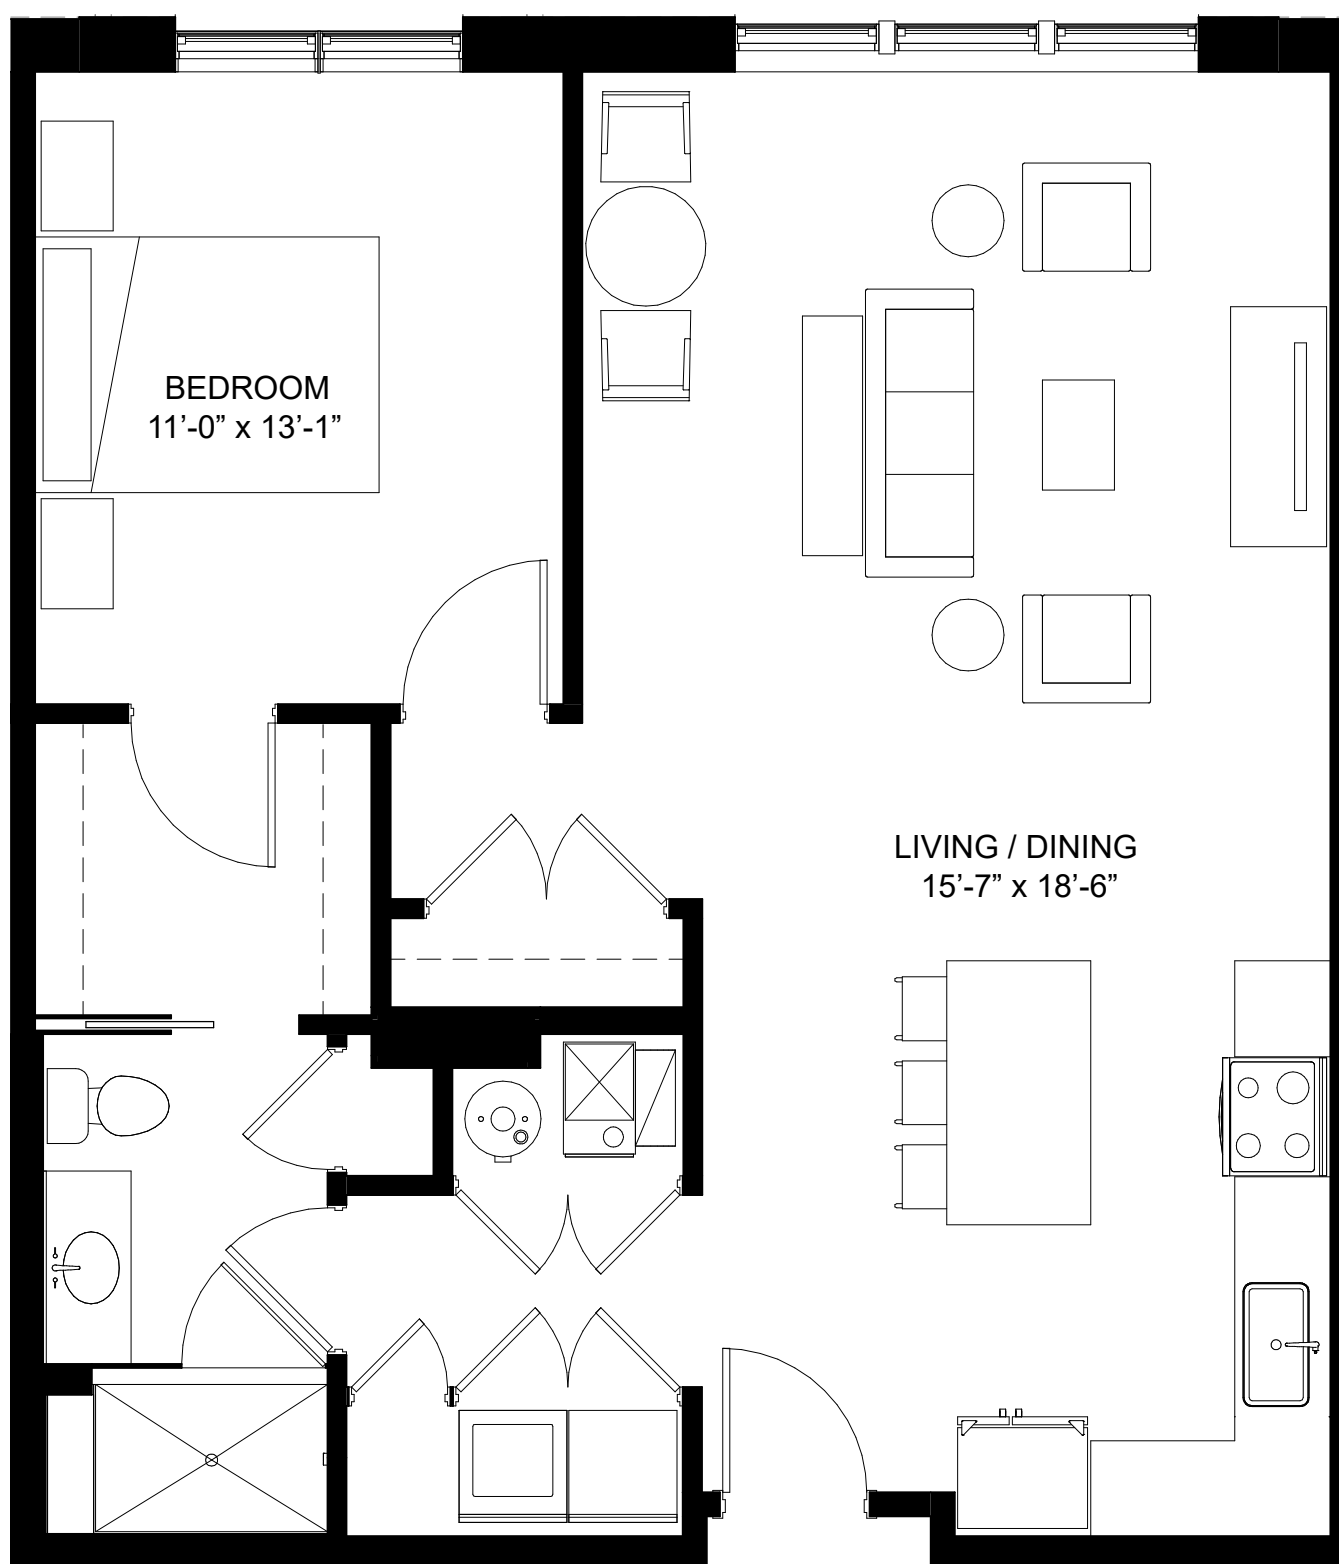 BEDROOM
11’-0” x 13’-1”
LIVING / DINING
15’-7” x 18’-6”